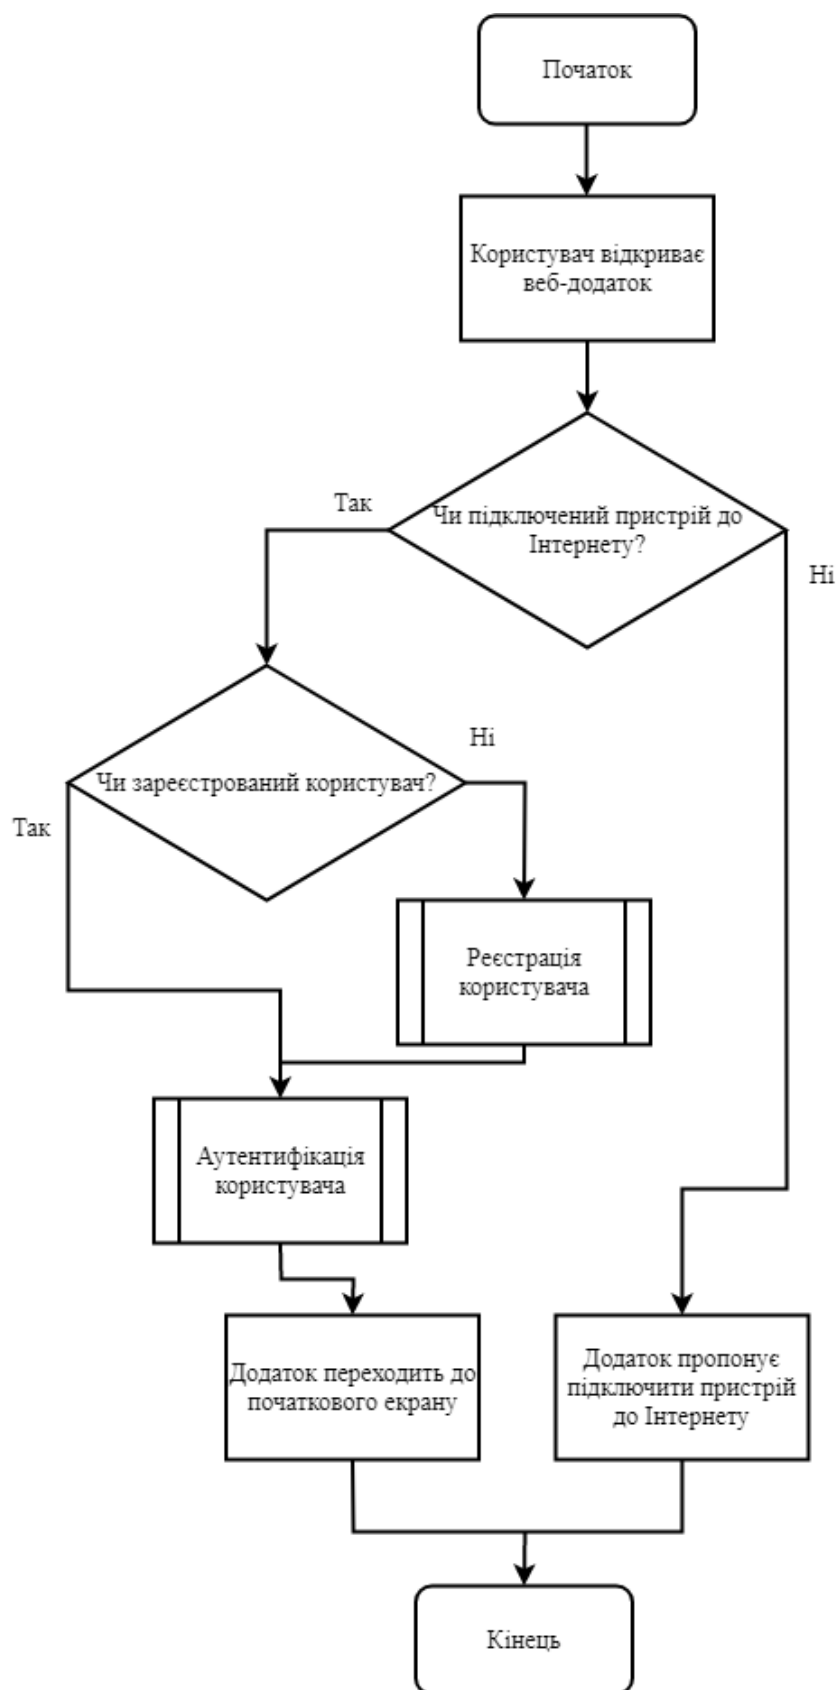 Початок
Користувач відкриває
веб-додаток
Так
Чи підключений пристрій до
Інтернету?
Ні
Ні
Чи зареєстрований користувач?
Так
Реєстрація
користувача
Аутентифікація
користувача
Додаток переходить до
початкового екрану
Додаток пропонує
підключити пристрій
до Інтернету
Кінець